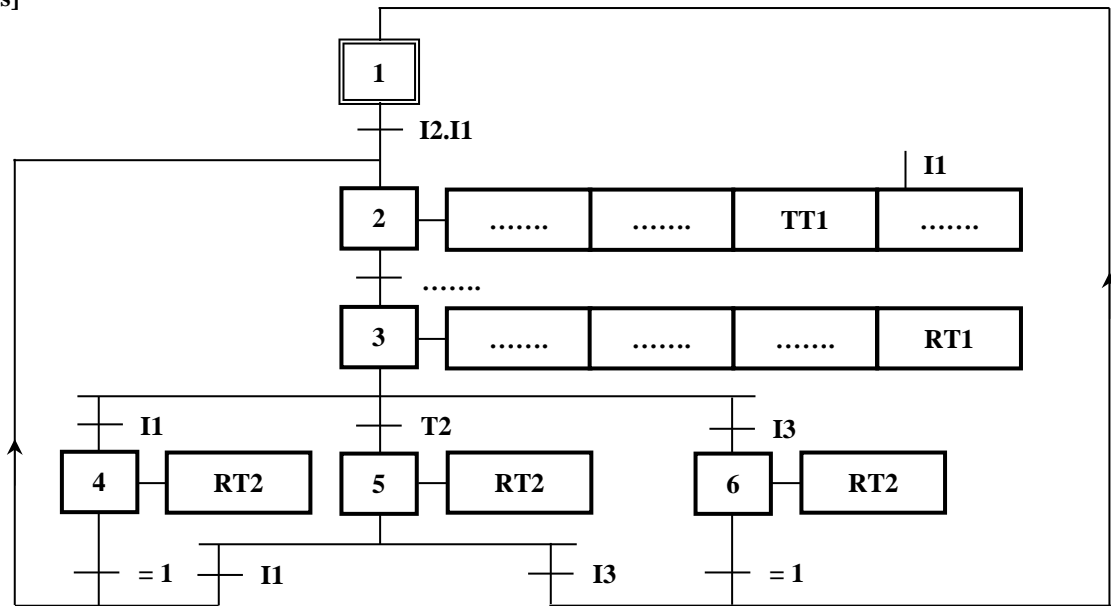 s]
1
I2.I1
I1
2 ……. ……. TT1 …….
…….
3 ……. ……. ……. RT1
I1 T2 I3
4 RT2 5 RT2 6 RT2
= 1 I1 I3 = 1